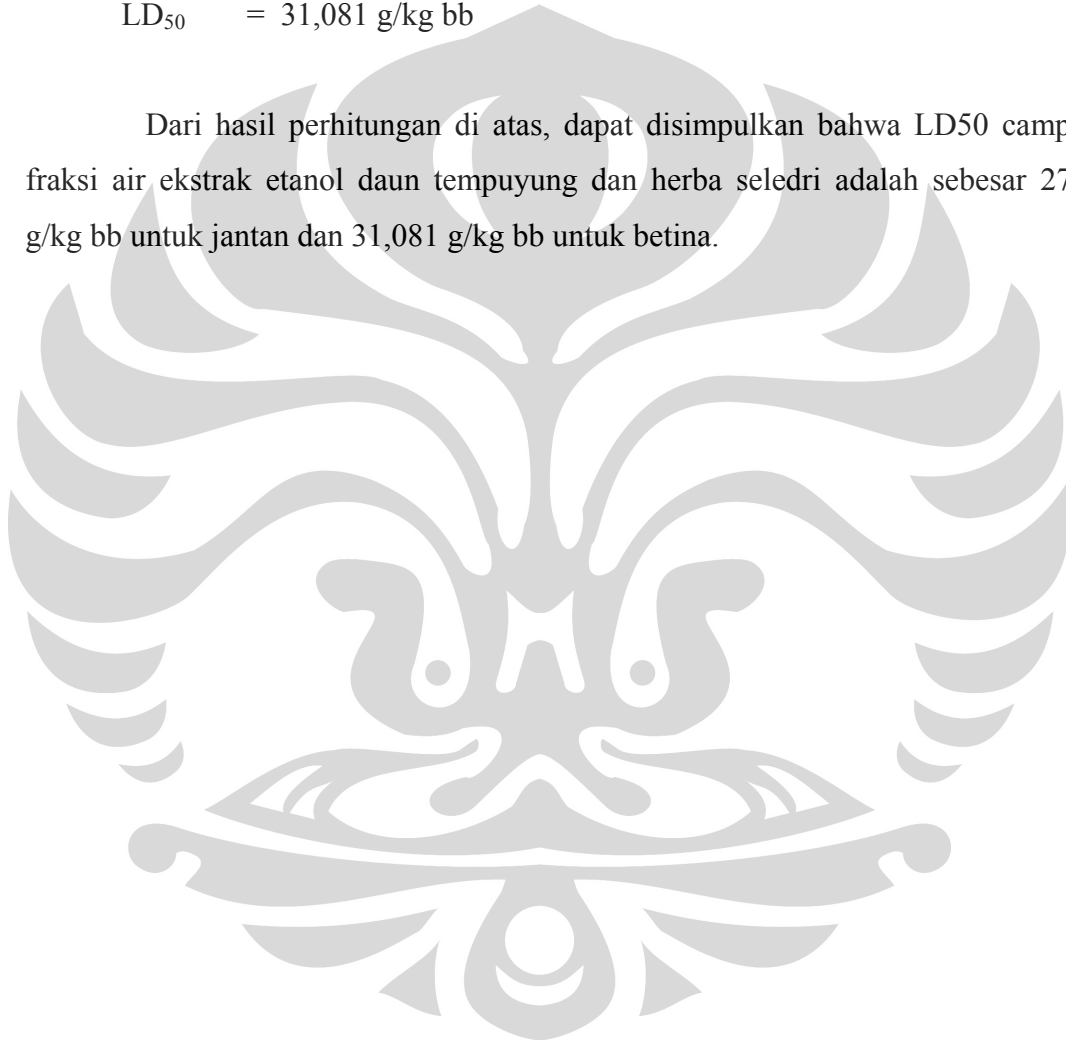 LD50 = 31,081 g/kg bb
Dari hasil perhitungan di atas, dapat disimpulkan bahwa LD50 camp
fraksi air ekstrak etanol daun tempuyung dan herba seledri adalah sebesar 27
g/kg bb untuk jantan dan 31,081 g/kg bb untuk betina.